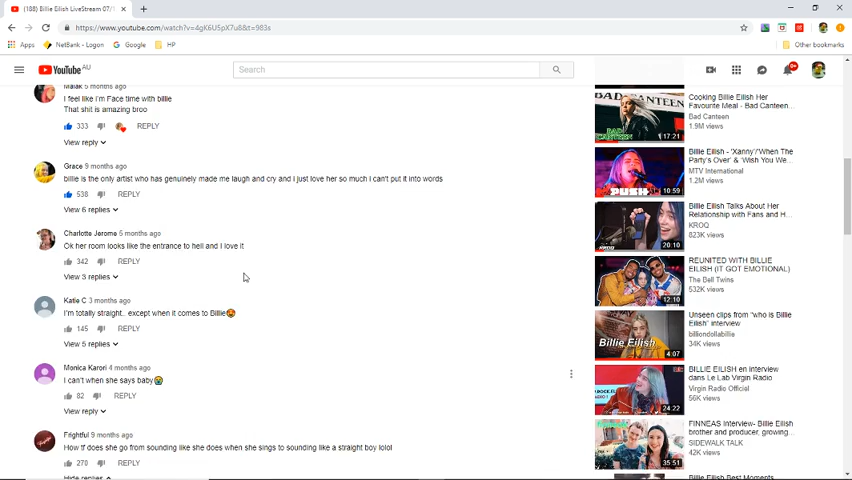 (188) Billie Eilish LiveStream 07/1
https://www.youtube.com/watch?v=4gK6U5pX7u8&t=983s
Apps NetBank - Logon Google HP Other bookmarks
YouTube AU
Search
9+
Malak 5 months ago
I feel like i'm Face time with billie
That shit is amazing broo
333 REPLY
View reply
Grace 9 months ago
billie is the only artist who has genuinely made me laugh and cry and I just love her so much I can't put it into words
538 REPLY
View 6 replies
Charlotte Jerome 5 months ago
Ok her room looks like the entrance to hell and I love it
342 REPLY
View 3 replies
Katie C 3 months ago
I'm totally straight.. except when it comes to Billie🥰
145 REPLY
View 5 replies
Monica Karori 4 months ago
I can't when she says baby😭
82 REPLY
View reply
Frightful 9 months ago
How tf does she go from sounding like she does when she sings to sounding like a straight boy lolol
270 REPLY
Hide replies
BAD CANTEEN
BAD
CANTEEN
17:21
Cooking Billie Eilish Her
Favourite Meal - Bad Canteen...
Bad Canteen
1.9M views
PUSH
10:59
Billie Eilish - 'Xanny'/'When The
Party's Over' & 'Wish You We...
MTV International
1.2M views
20:10
Billie Eilish Talks About Her
Relationship with Fans and H...
KROQ
823K views
12:10
REUNITED WITH BILLIE
EILISH (IT GOT EMOTIONAL)
The Bell Twins
532K views
Billie Eilish
4:07
Unseen clips from "who is Billie
Eilish" interview
billiondollabillie
34K views
24:22
BILLIE EILISH en interview
dans Le Lab Virgin Radio
Virgin Radio Officiel
56K views
35:51
FINNEAS Interview- Billie Eilish
brother and producer, growing...
SIDEWALK TALK
42K views
Billie Eilish Best Moments